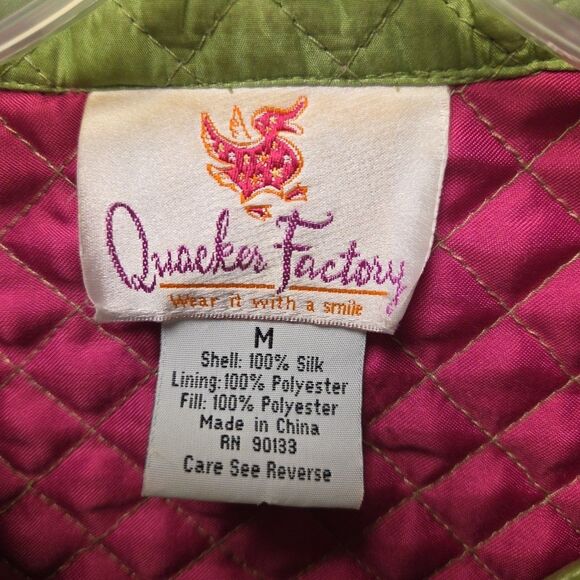 Quacker Factory
Wear it with a smile
M
Shell: 100% Silk
Lining: 100% Polyester
Fill: 100% Polyester
Made in China
RN 90133
Care See Reverse